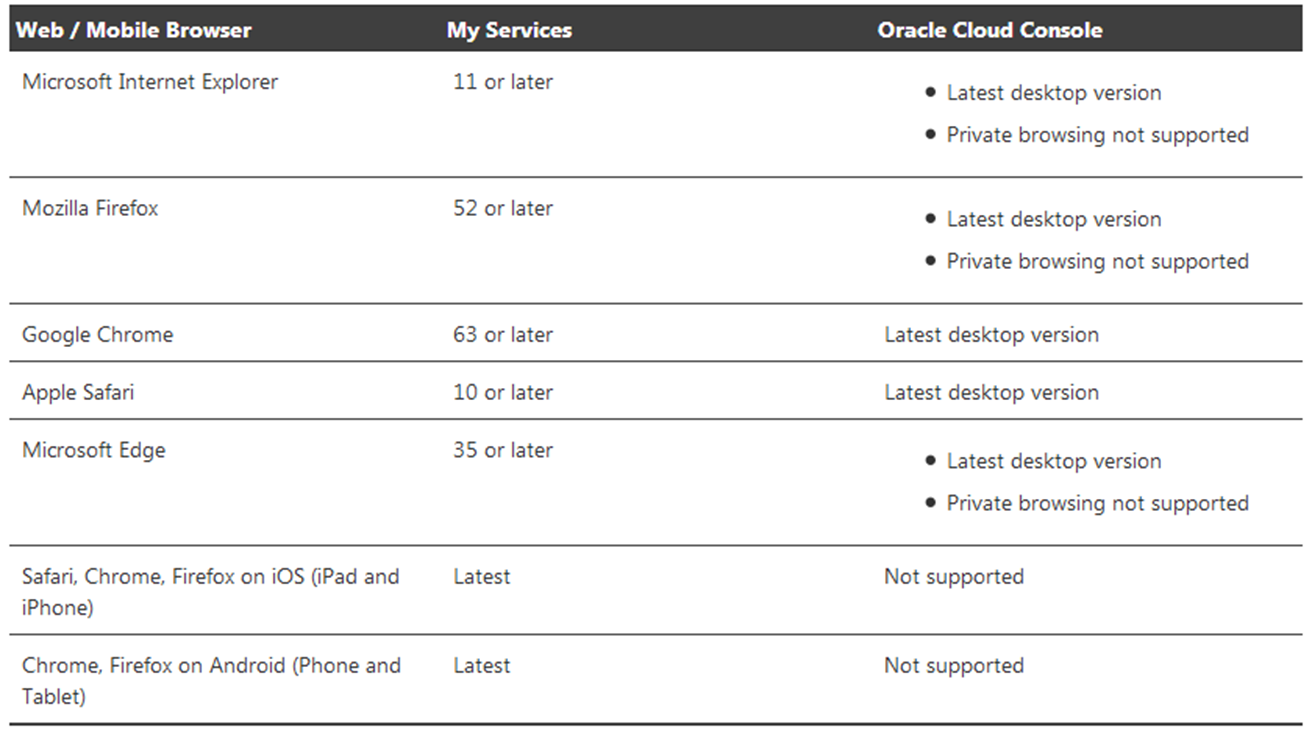 Web / Mobile Browser My Services Oracle Cloud Console
Microsoft Internet Explorer 11 or later
• Latest desktop version
• Private browsing not supported
Mozilla Firefox 52 or later
• Latest desktop version
• Private browsing not supported
Google Chrome 63 or later Latest desktop version
Apple Safari 10 or later Latest desktop version
Microsoft Edge 35 or later
• Latest desktop version
• Private browsing not supported
Safari, Chrome, Firefox on iOS (iPad and Latest Not supported
iPhone)
Chrome, Firefox on Android (Phone and Latest Not supported
Tablet)